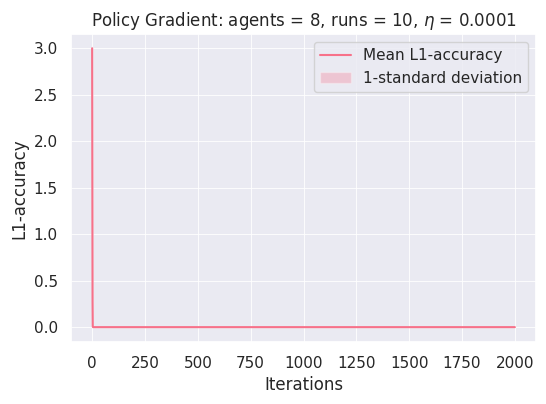 Policy Gradient: agents = 8, runs = 10, η = 0.0001
Mean L1-accuracy
1-standard deviation
L1-accuracy
3.0
2.5
2.0
1.5
1.0
0.5
0.0
0 250 500 750 1000 1250 1500 1750 2000
Iterations